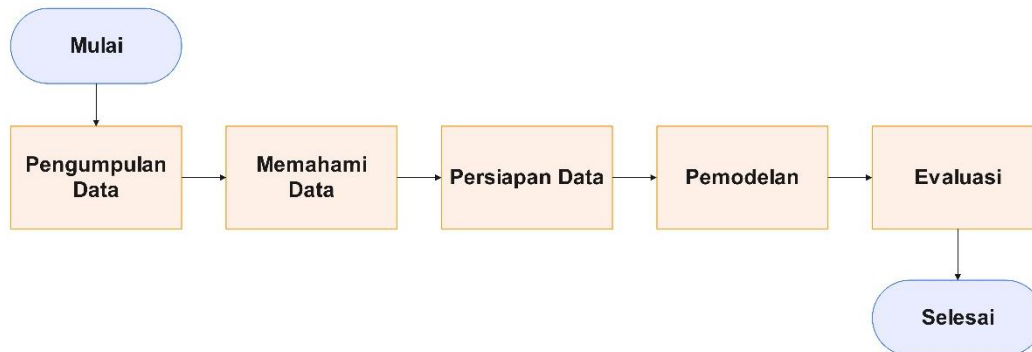 Mulai
Pengumpulan
Data
Memahami
Data
Persiapan Data
Pemodelan
Evaluasi
Selesai